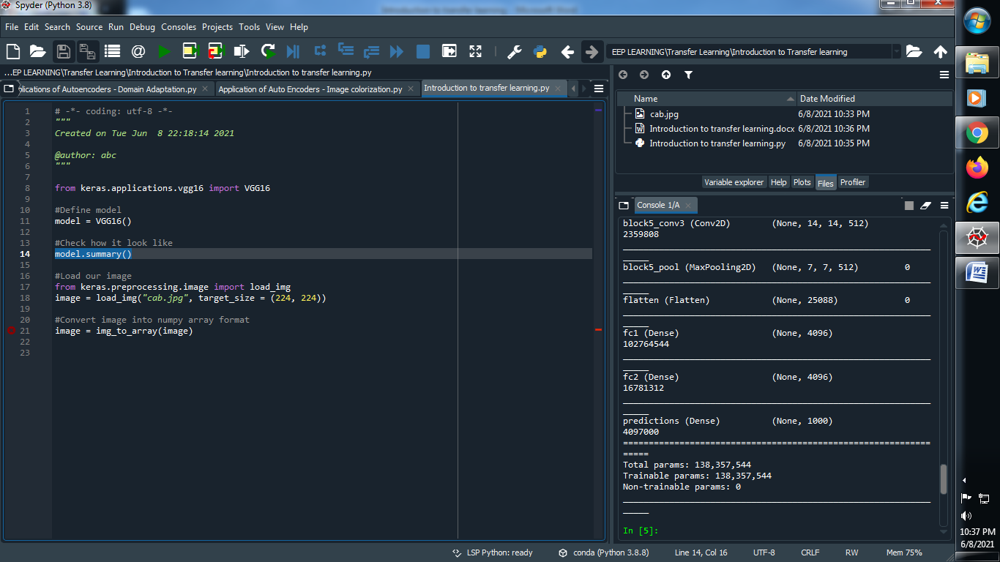 Spyder (Python 3.8)
Introduction to transfer learning - Microsoft Word
File Edit Search Source Run Debug Consoles Projects Tools View Help
EEP LEARNING\Transfer Learning\Introduction to Transfer learning
...EP LEARNING\Transfer Learning\Introduction to Transfer learning\Introduction to transfer learning.py
plications of Autoencoders - Domain Adaptation.py
Application of Auto Encoders - Image colorization.py
Introduction to transfer learning.py
1 # -*- coding: utf-8 -*-
2 """
3 Created on Tue Jun  8 22:18:14 2021
4
5 @author: abc
6 """
7
8 from keras.applications.vgg16 import VGG16
9
10 #Define model
11 model = VGG16()
12
13 #Check how it look like
14 model.summary()
15
16 #Load our image
17 from keras.preprocessing.image import load_img
18 image = load_img("cab.jpg", target_size = (224, 224))
19
20 #Convert image into numpy array format
21 image = img_to_array(image)
22
23
Name Date Modified
cab.jpg 6/8/2021 10:33 PM
Introduction to transfer learning.docx 6/8/2021 10:36 PM
Introduction to transfer learning.py 6/8/2021 10:35 PM
Variable explorer Help Plots Files Profiler
Console 1/A
block5_conv3 (Conv2D) (None, 14, 14, 512)
2359808
block5_pool (MaxPooling2D) (None, 7, 7, 512) 0
flatten (Flatten) (None, 25088) 0
fc1 (Dense) (None, 4096)
102764544
fc2 (Dense) (None, 4096)
16781312
predictions (Dense) (None, 1000)
4097000
============================================================
=====
Total params: 138,357,544
Trainable params: 138,357,544
Non-trainable params: 0
In [5]:
LSP Python: ready conda (Python 3.8.8) Line 14, Col 16 UTF-8 CRLF RW Mem 75%
10:37 PM
6/8/2021